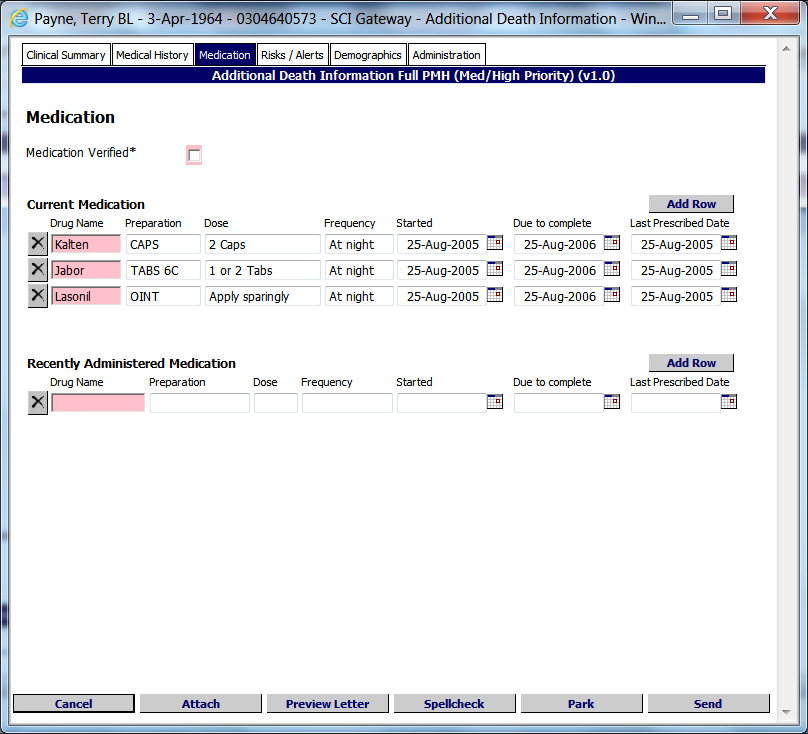 Payne, Terry BL - 3-Apr-1964 - 0304640573 - SCI Gateway - Additional Death Information - Win...
Clinical Summary Medical History Medication Risks / Alerts Demographics Administration
Additional Death Information Full PMH (Med/High Priority) (v1.0)
Medication
Medication Verified*
Current Medication Add Row
Drug Name Preparation Dose Frequency Started Due to complete Last Prescribed Date
Kalten CAPS 2 Caps At night 25-Aug-2005 25-Aug-2006 25-Aug-2005
Jabor TABS 6C 1 or 2 Tabs At night 25-Aug-2005 25-Aug-2006 25-Aug-2005
Lasonil OINT Apply sparingly At night 25-Aug-2005 25-Aug-2006 25-Aug-2005
Recently Administered Medication Add Row
Drug Name Preparation Dose Frequency Started Due to complete Last Prescribed Date
Cancel Attach Preview Letter Spellcheck Park Send